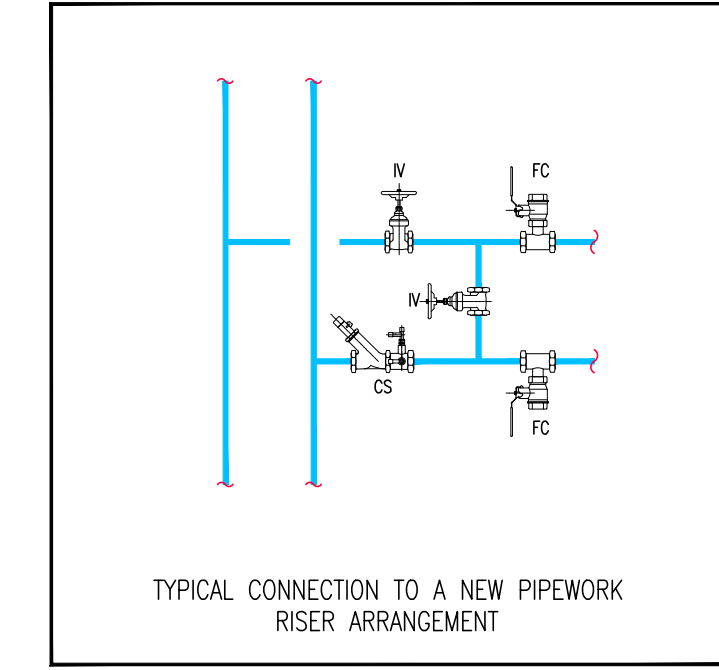 IV
FC
IV
CS
FC
TYPICAL CONNECTION TO A NEW PIPEWORK
RISER ARRANGEMENT